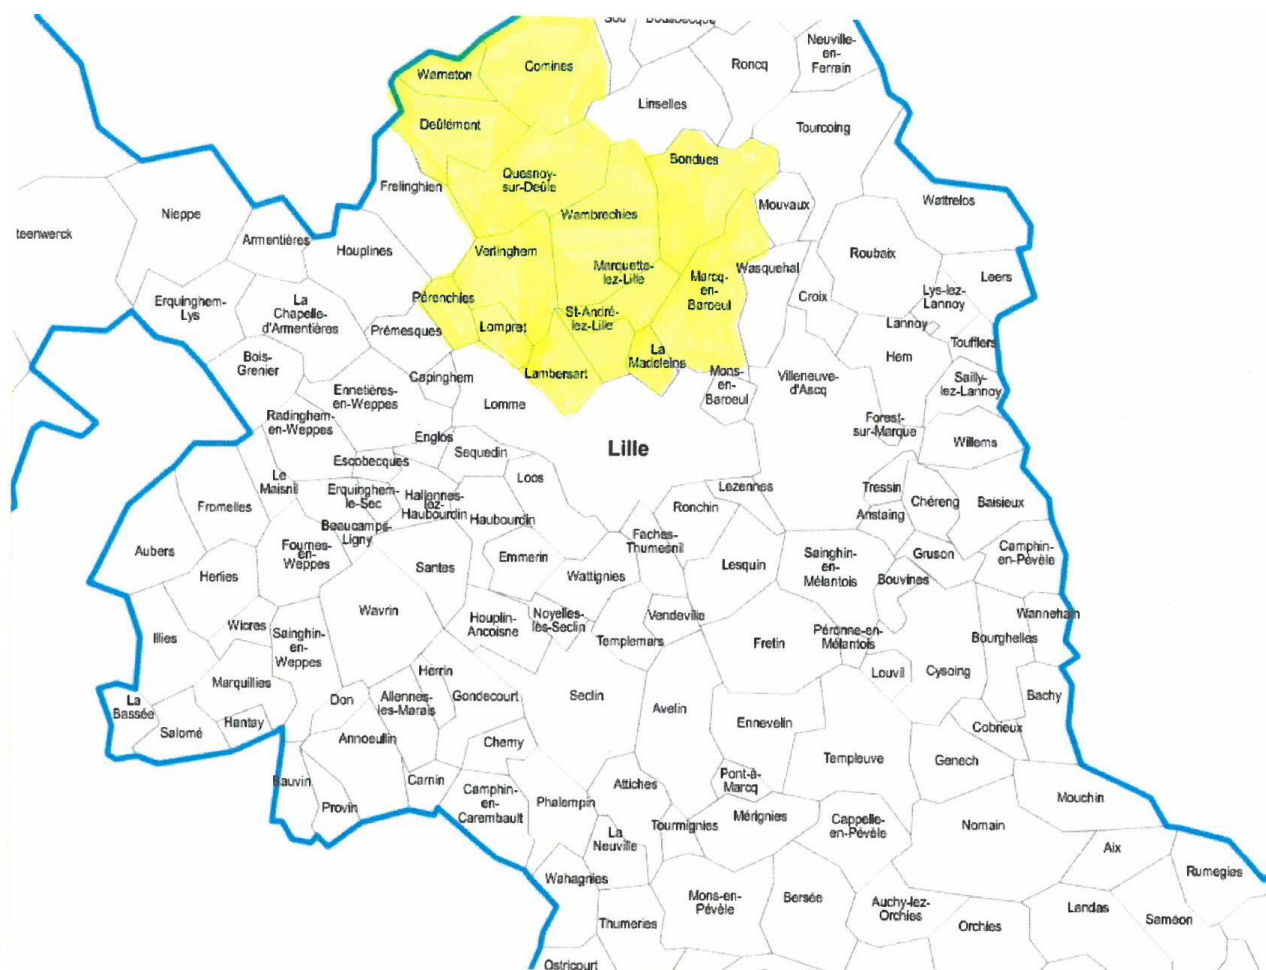 Bousbecque
Neuville-
en-
Ferrain
Roncq
Comines
Warneton
Linselles
Deûlémont
Tourcoing
Bondues
Quesnoy-
sur-Deûle
Frelinghien
Wattrelos
Mouvaux
Nieppe
Wambrechies
teenwerck
Armentières
Houplines
Verlinghem
Roubaix
Marquette-
lez-Lille
Wasquehal
Marcq-
en-
Baroeul
Leers
Lys-lez-
Lannoy
Croix
Pérenchies
Erquinghem-
Lys
La
Chapelle-
d'Armentières
St-André-
lez-Lille
Lompret
Prémesques
Lannoy
Toufflers
Hem
La
Madeleine
Bois-
Grenier
Capinghem
Lambersart
Mons-
en-
Baroeul
Villeneuve-
d'Ascq
Sailly-
lez-Lannoy
Ennetières-
en-Weppes
Lomme
Radinghem-
en-Weppes
Forest-
sur-Marque
Englos
Willems
Lille
Sequedin
Escobecques
Le
Maisnil
Loos
Lezennes
Tressin
Erquinghem-
le-Sec
Hallennes-
lez-
Haubourdin
Fromelles
Ronchin
Chéreng
Baisieux
Anstaing
Haubourdin
Beaucamps-
Ligny
Faches-
Thumesnil
Aubers
Fournes-
en-
Weppes
Emmerin
Sainghin-
en-
Mélantois
Gruson
Camphin-
en-Pévèle
Santes
Lesquin
Herlies
Wattignies
Bouvines
Wavrin
Wannehain
Wicres
Houplin-
Ancoisne
Noyelles-
lès-Seclin
Vendeville
Illies
Sainghin-
en-
Weppes
Templemars
Fretin
Péronne-en-
Mélantois
Bourghelles
Herrin
Louvil
Cysoing
Marquillies
Don
Allennes-
les-Marais
Gondecourt
Seclin
Bachy
La
Bassée
Avelin
Hantay
Ennevelin
Salomé
Annoeullin
Chemy
Cobrieux
Templeuve
Genech
Bauvin
Carnin
Attiches
Pont-à-
Marcq
Camphin-
en-
Carembault
Mouchin
Provin
Phalempin
Tourmignies
Mérignies
Cappelle-
en-Pévèle
Nomain
La
Neuville
Aix
Wahagnies
Rumegies
Mons-en-
Pévèle
Bersée
Auchy-lez-
Orchies
Landas
Thumeries
Orchies
Saméon
Ostricourt